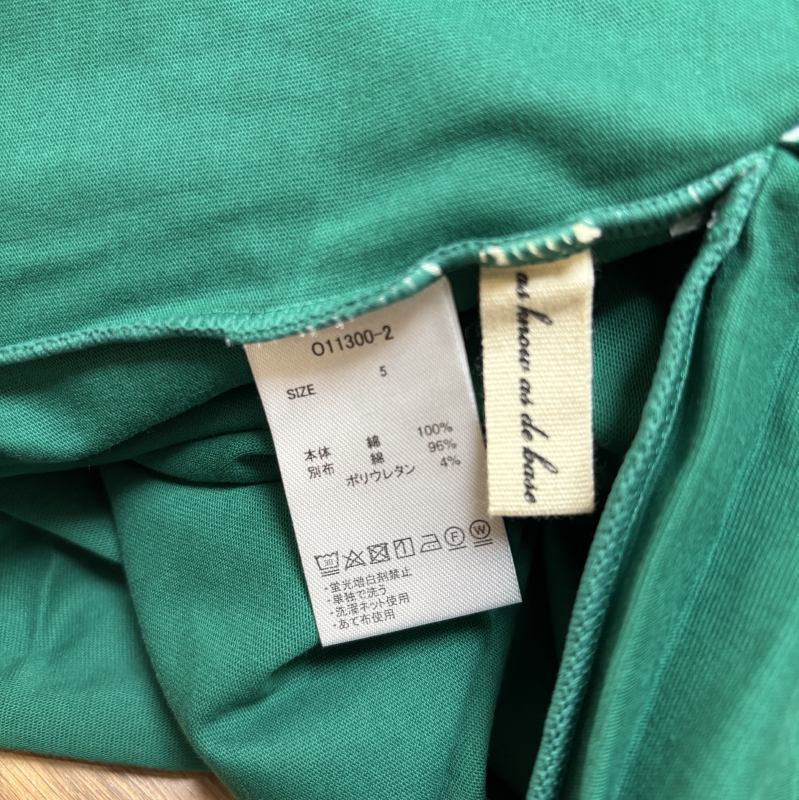 O11300-2
SIZE 5
本体 綿 100%
別布 綿 96%
ポリウレタン 4%
30
F W
・蛍光増白剤禁止
・単独で洗う
・洗濯ネット使用
・あて布使用
as know as de base